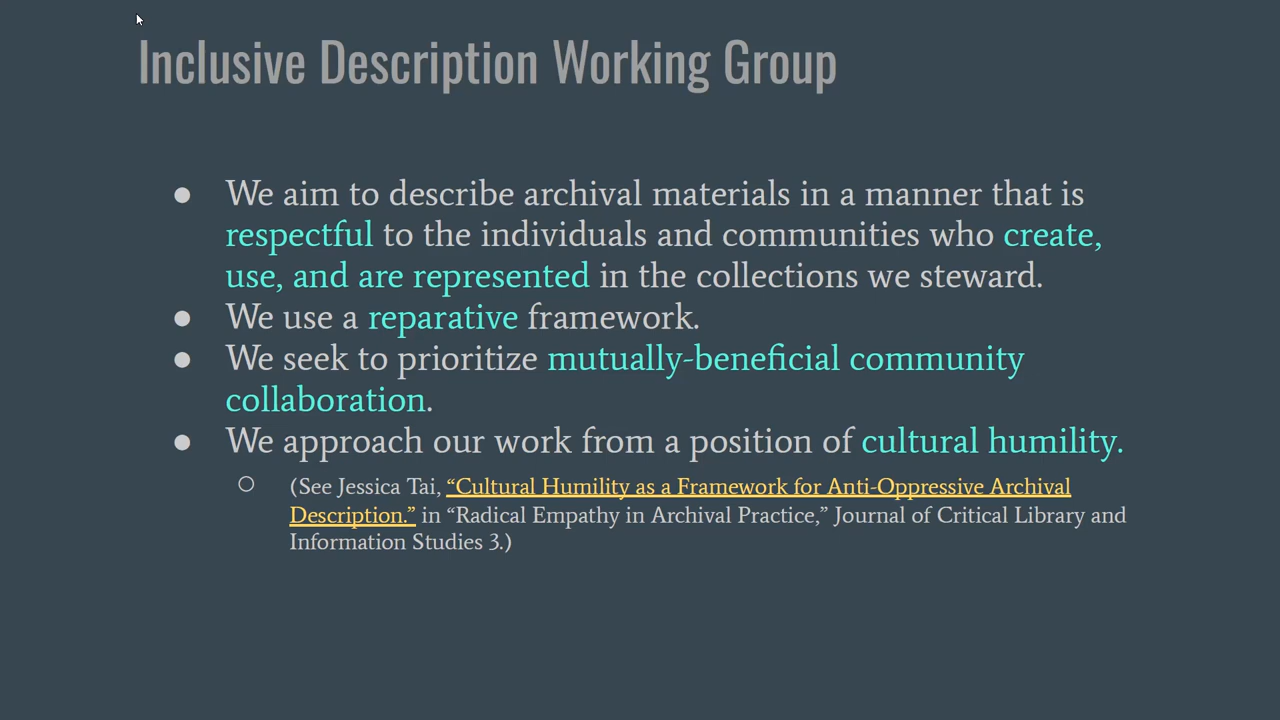 Inclusive Description Working Group
● We aim to describe archival materials in a manner that is
respectful to the individuals and communities who create,
use, and are represented in the collections we steward.
● We use a reparative framework.
● We seek to prioritize mutually-beneficial community
collaboration.
● We approach our work from a position of cultural humility.
○ (See Jessica Tai, “Cultural Humility as a Framework for Anti-Oppressive Archival
Description.” in “Radical Empathy in Archival Practice,” Journal of Critical Library and
Information Studies 3.)